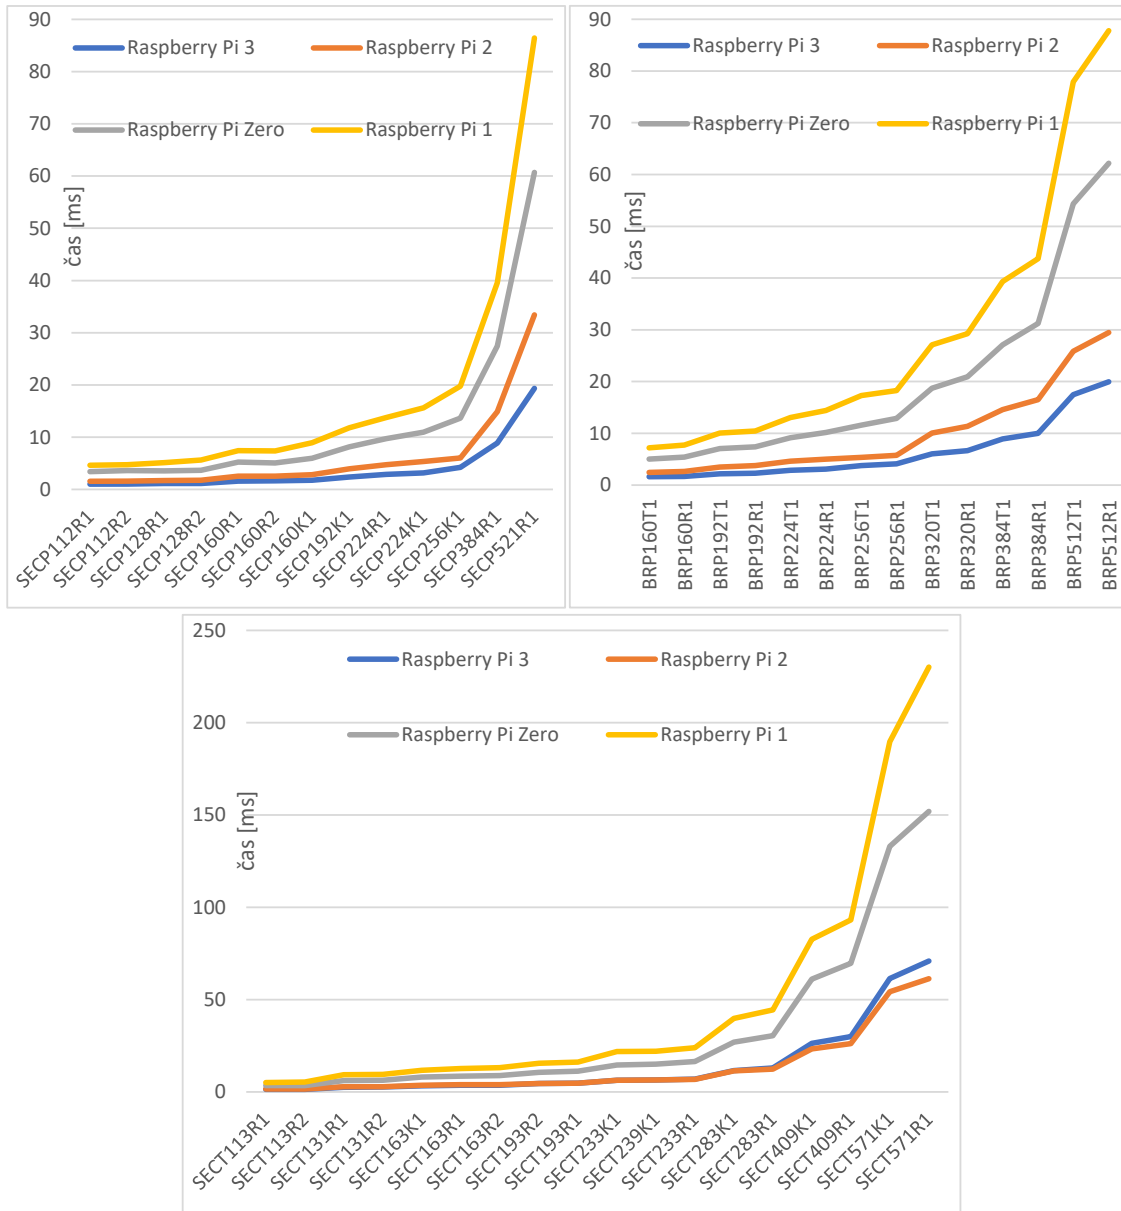 90
80
70
60
50
40
30
20
10
0
čas [ms]
Raspberry Pi 3
Raspberry Pi 2
Raspberry Pi Zero
Raspberry Pi 1
SECP112R1
SECP112R2
SECP128R1
SECP128R2
SECP160R1
SECP160R2
SECP160K1
SECP192K1
SECP224R1
SECP224K1
SECP256K1
SECP384R1
SECP521R1
90
80
70
60
50
40
30
20
10
0
čas [ms]
Raspberry Pi 3
Raspberry Pi 2
Raspberry Pi Zero
Raspberry Pi 1
BRP160T1
BRP160R1
BRP192T1
BRP192R1
BRP224T1
BRP224R1
BRP256T1
BRP256R1
BRP320T1
BRP320R1
BRP384T1
BRP384R1
BRP512T1
BRP512R1
250
200
150
100
50
0
čas [ms]
Raspberry Pi 3
Raspberry Pi 2
Raspberry Pi Zero
Raspberry Pi 1
SECT113R1
SECT113R2
SECT131R1
SECT131R2
SECT163K1
SECT163R1
SECT163R2
SECT193R2
SECT193R1
SECT233K1
SECT239K1
SECT233R1
SECT283K1
SECT283R1
SECT409K1
SECT409R1
SECT571K1
SECT571R1